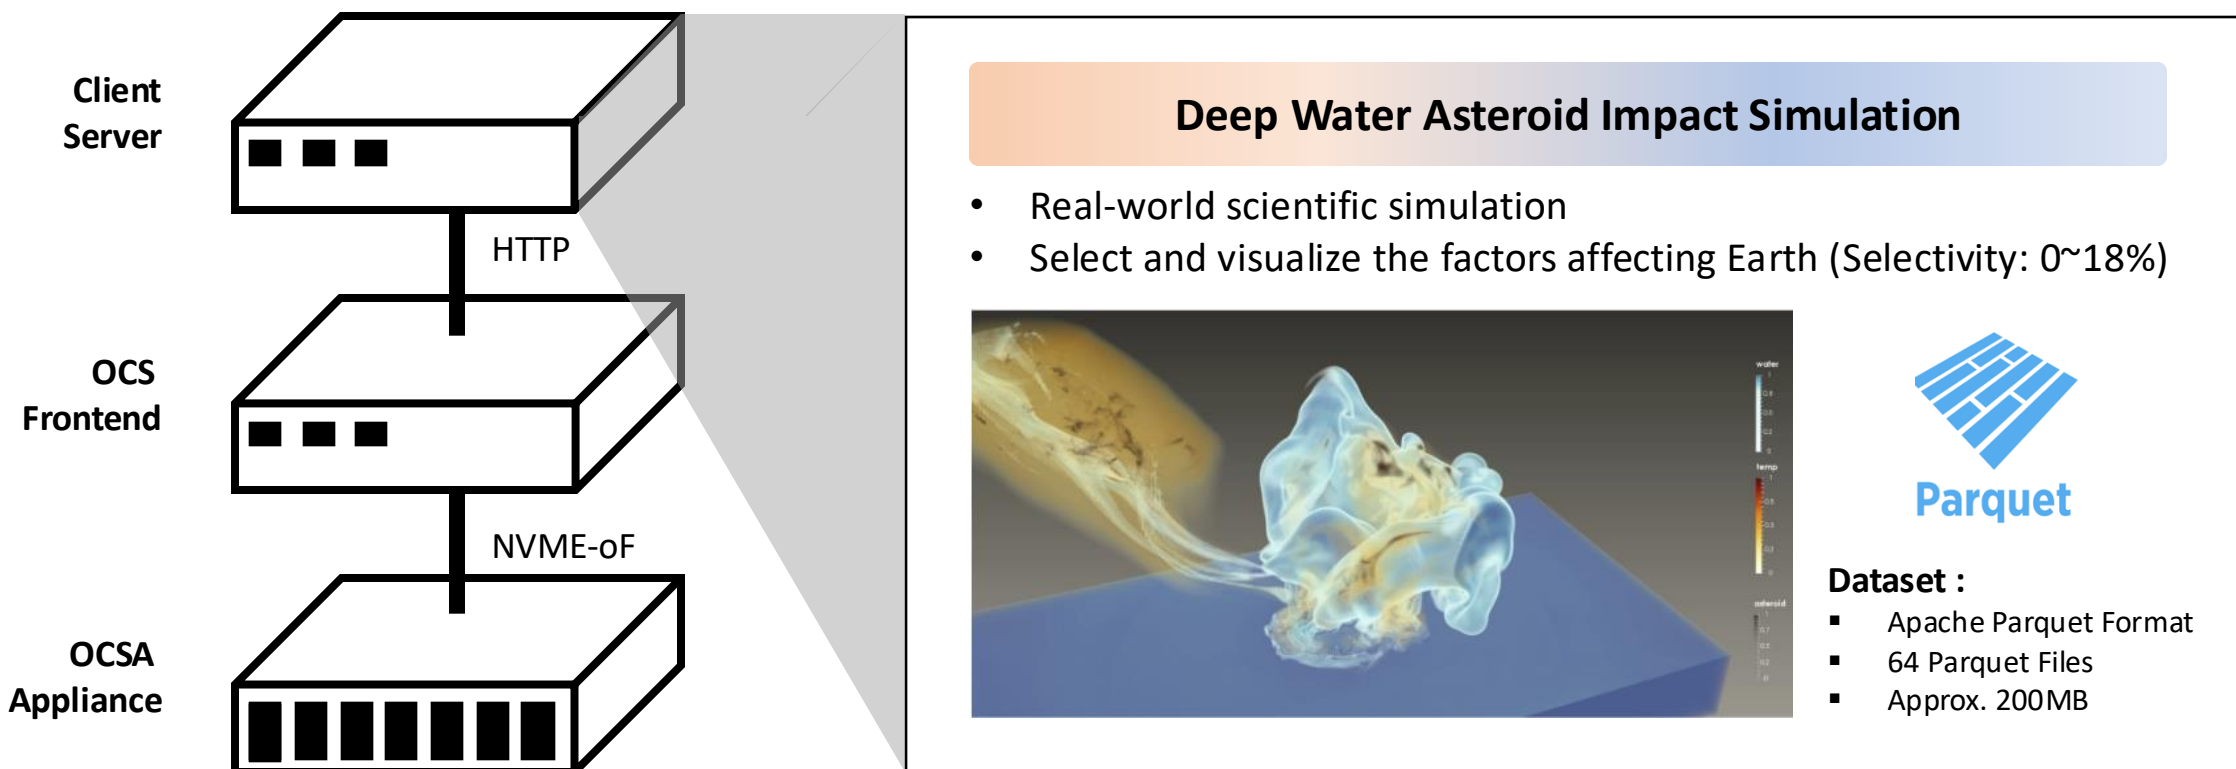 Client
Server
HTTP
OCS
Frontend
NVME-oF
OCSA
Appliance
Deep Water Asteroid Impact Simulation
• Real-world scientific simulation
• Select and visualize the factors affecting Earth (Selectivity: 0~18%)
water
temp
asteroid
Parquet
Dataset :
▪ Apache Parquet Format
▪ 64 Parquet Files
▪ Approx. 200MB